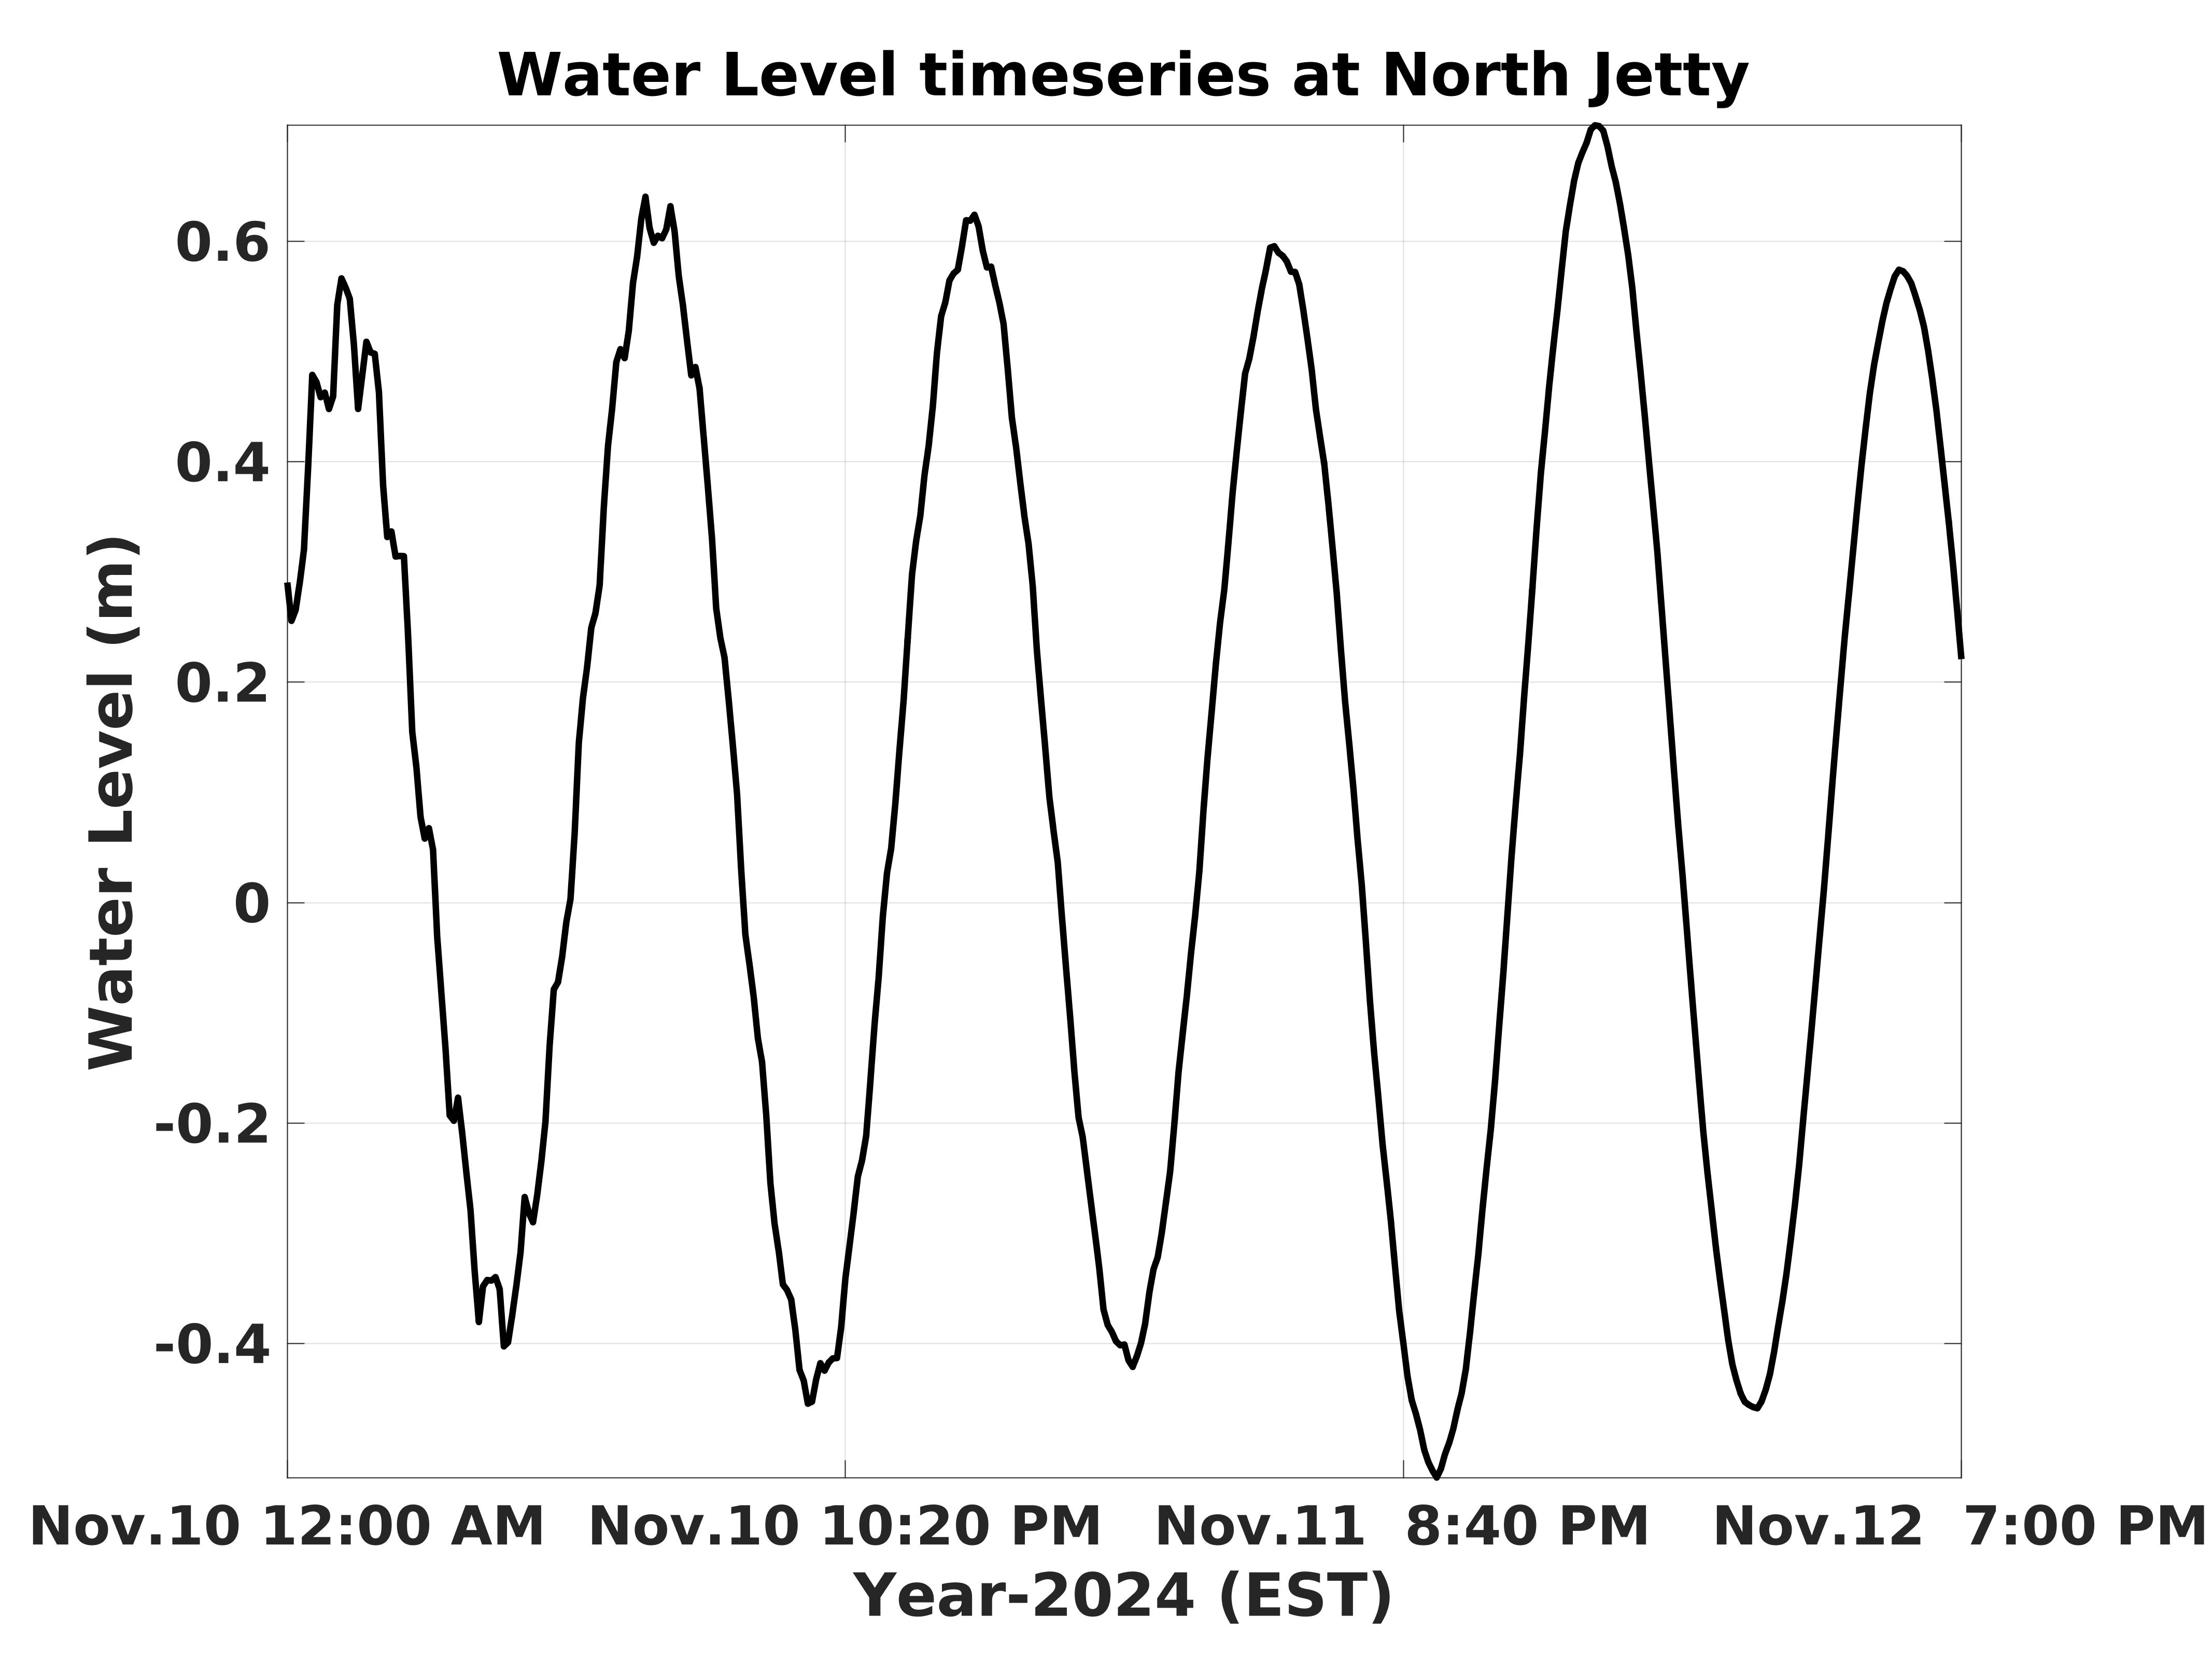 Water Level timeseries at North Jetty
Water Level (m)
0.6
0.4
0.2
0
-0.2
-0.4
Nov.10 12:00 AM Nov.10 10:20 PM Nov.11 8:40 PM Nov.12 7:00 PM
Year-2024 (EST)